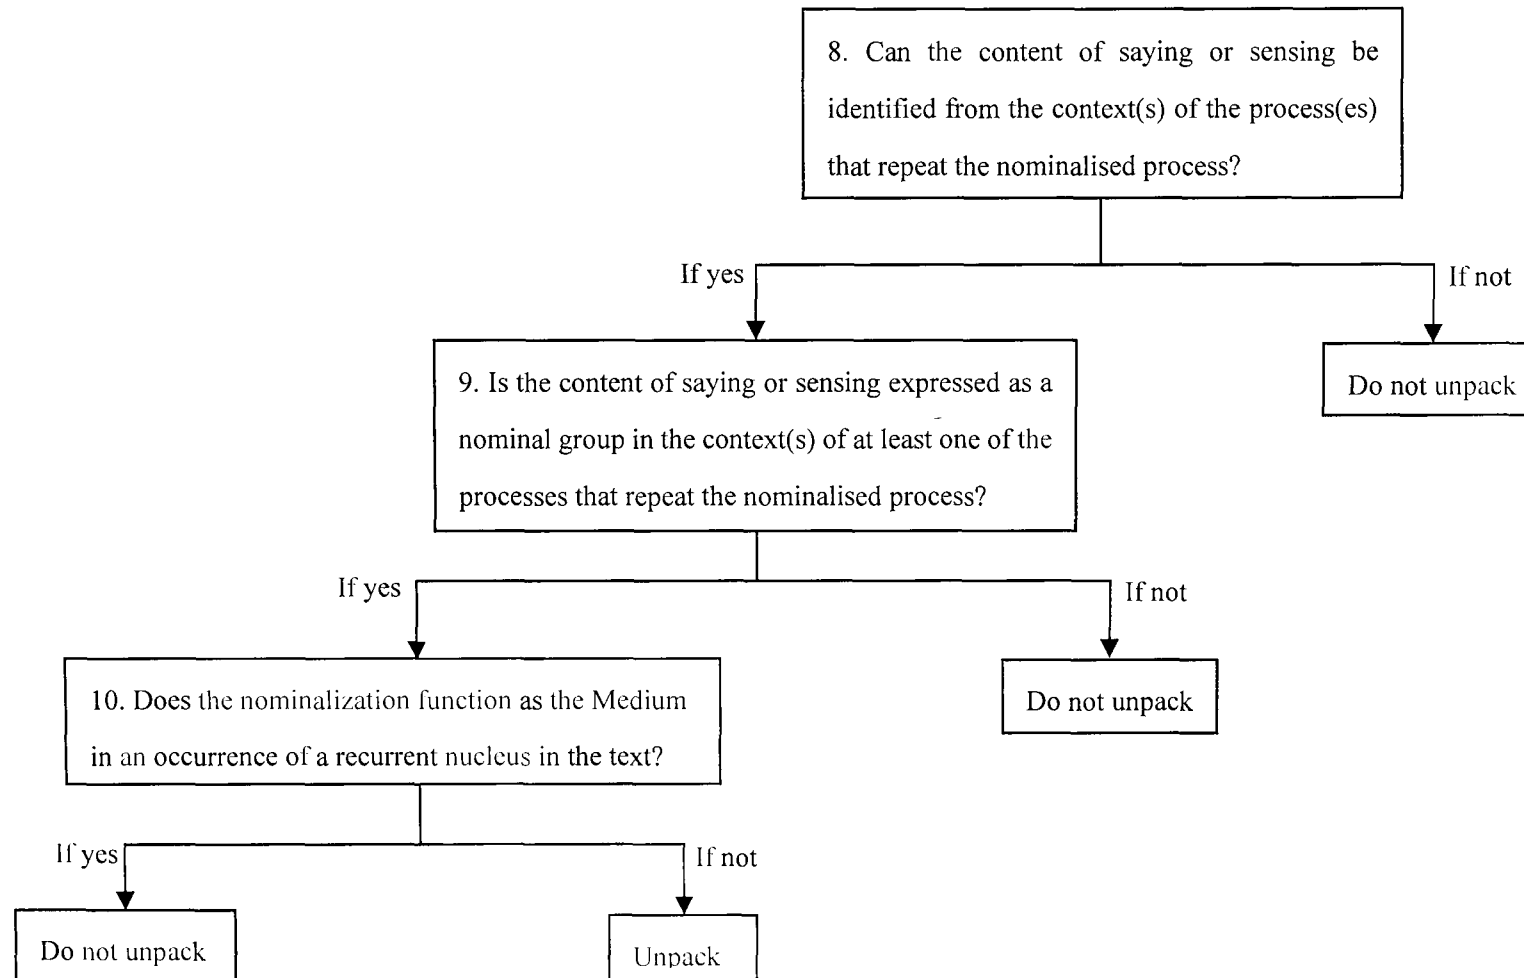 8. Can the content of saying or sensing be
identified from the context(s) of the process(es)
that repeat the nominalised process?
If yes
If not
9. Is the content of saying or sensing expressed as a
nominal group in the context(s) of at least one of the
processes that repeat the nominalised process?
Do not unpack
If yes
If not
10. Does the nominalization function as the Medium
in an occurrence of a recurrent nucleus in the text?
Do not unpack
If yes
If not
Do not unpack
Unpack